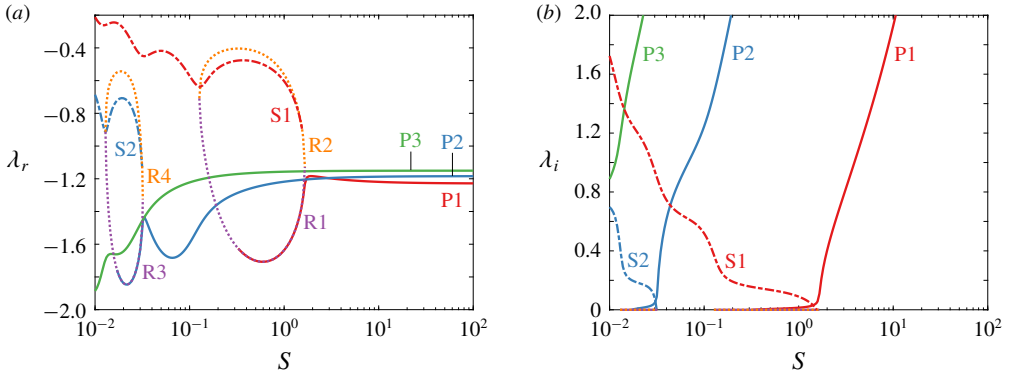 (a)
−0.4
−0.8
λr
−1.2
−1.6
−2.0
10⁻² 10⁻¹ 10⁰ 10¹ 10²
S
S1
S2
P3
P2
R2
R4
P1
R1
R3
(b)
2.0
1.6
1.2
λi
0.8
0.4
0
10⁻² 10⁻¹ 10⁰ 10¹ 10²
S
P3
P2
P1
S2
S1